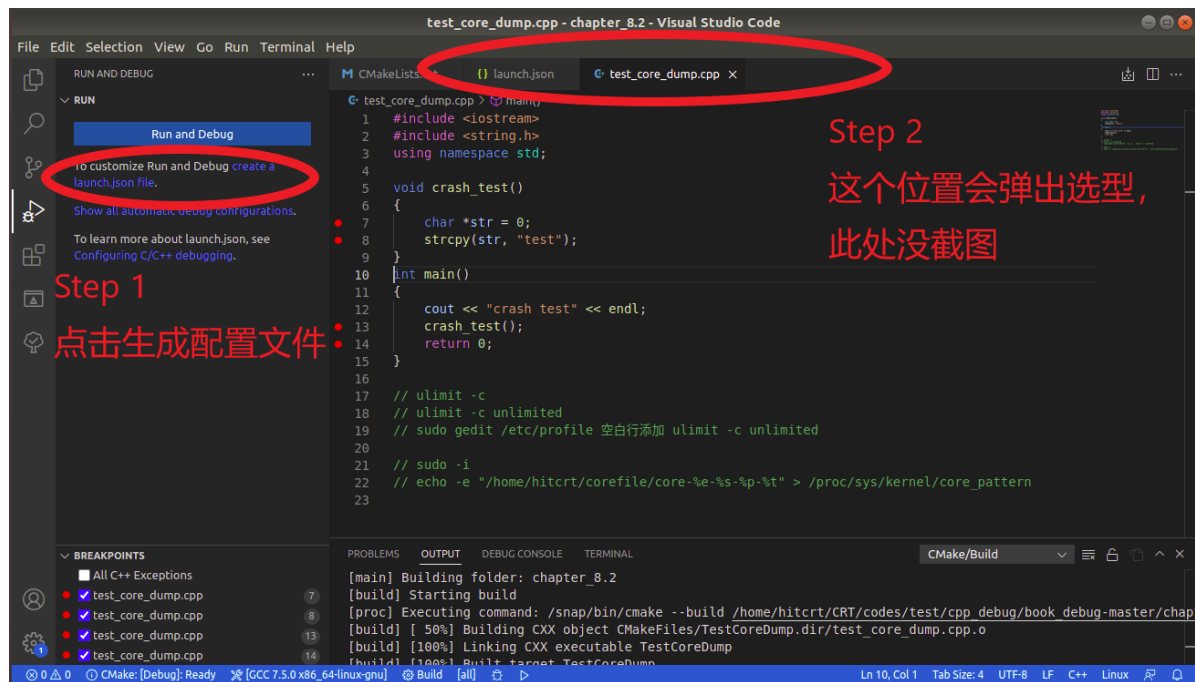 test_core_dump.cpp - chapter_8.2 - Visual Studio Code
File Edit Selection View Go Run Terminal Help
RUN AND DEBUG ...
RUN
Run and Debug
To customize Run and Debug create a
launch.json file.
Show all automatic debug configurations.
To learn more about launch.json, see
Configuring C/C++ debugging.
Step 1
点击生成配置文件
M CMakeLists {} launch.json test_core_dump.cpp ×
test_core_dump.cpp > main()
1 #include <iostream>
2 #include <string.h>
3 using namespace std;
4
5 void crash_test()
6 {
7 char *str = 0;
8 strcpy(str, "test");
9 }
10 int main()
11 {
12 cout << "crash test" << endl;
13 crash_test();
14 return 0;
15 }
16
17 // ulimit -c
18 // ulimit -c unlimited
19 // sudo gedit /etc/profile 空白行添加 ulimit -c unlimited
20
21 // sudo -i
22 // echo -e "/home/hitcrt/corefile/core-%e-%s-%p-%t" > /proc/sys/kernel/core_pattern
23
Step 2
这个位置会弹出选型，
此处没截图
BREAKPOINTS
All C++ Exceptions
test_core_dump.cpp 7
test_core_dump.cpp 8
test_core_dump.cpp 13
test_core_dump.cpp 14
PROBLEMS OUTPUT DEBUG CONSOLE TERMINAL CMake/Build
[main] Building folder: chapter_8.2
[build] Starting build
[proc] Executing command: /snap/bin/cmake --build /home/hitcrt/CRT/codes/test/cpp_debug/book_debug-master/chap
[build] [ 50%] Building CXX object CMakeFiles/TestCoreDump.dir/test_core_dump.cpp.o
[build] [100%] Linking CXX executable TestCoreDump
[build] [100%] Built target TestCoreDump
1
0 0 CMake: [Debug]: Ready [GCC 7.5.0 x86_64-linux-gnu] Build [all] Ln 10, Col 1 Tab Size: 4 UTF-8 LF C++ Linux